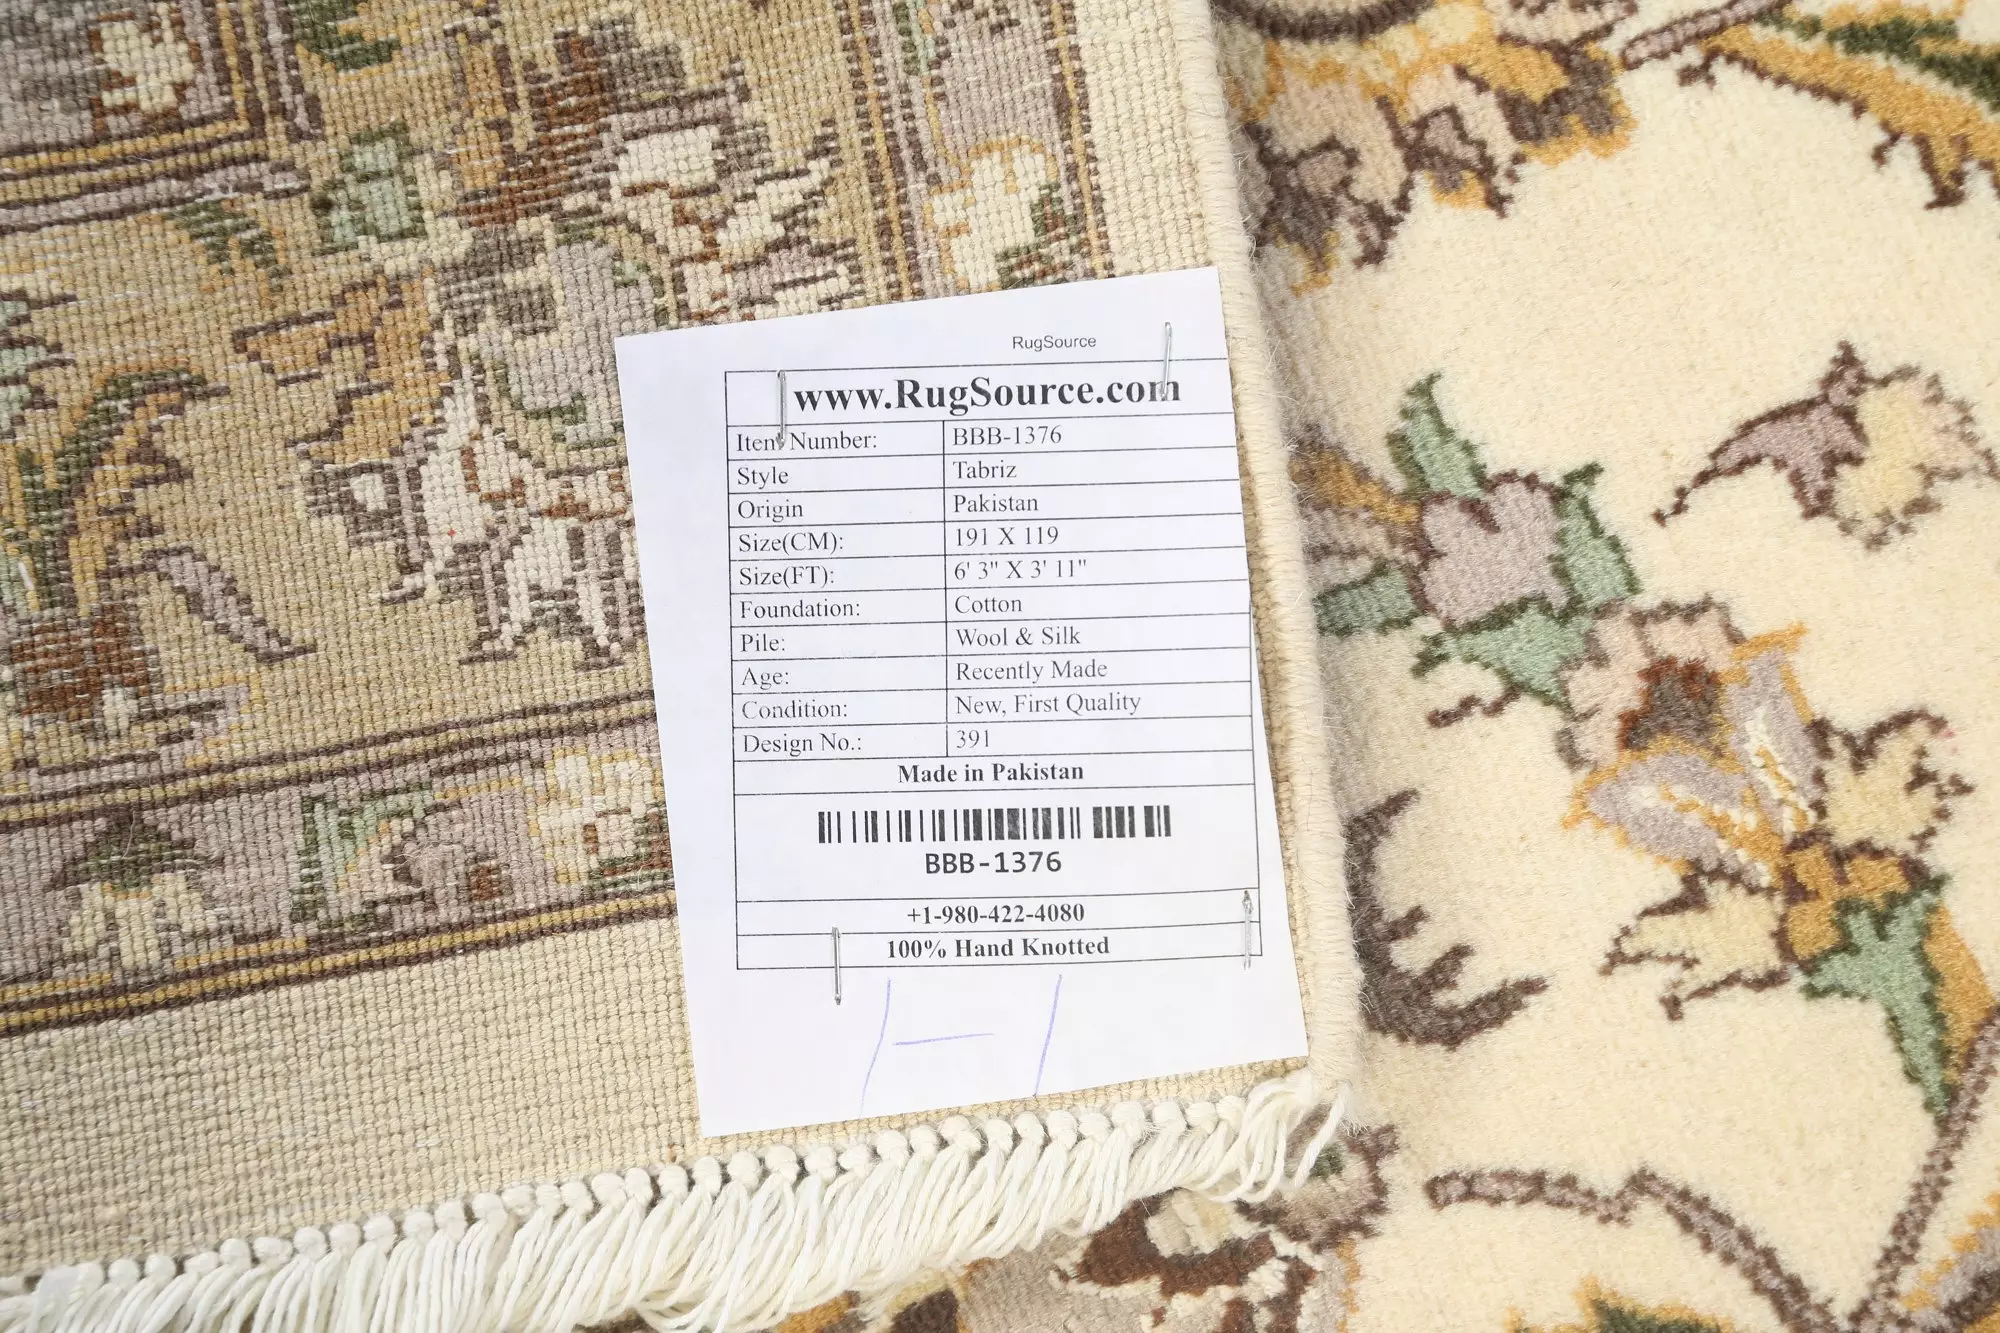 RugSource
www.RugSource.com
Item Number: BBB-1376
Style Tabriz
Origin Pakistan
Size(CM): 191 X 119
Size(FT): 6' 3" X 3' 11"
Foundation: Cotton
Pile: Wool & Silk
Age: Recently Made
Condition: New, First Quality
Design No.: 391
Made in Pakistan
BBB-1376
+1-980-422-4080
100% Hand Knotted
1-1